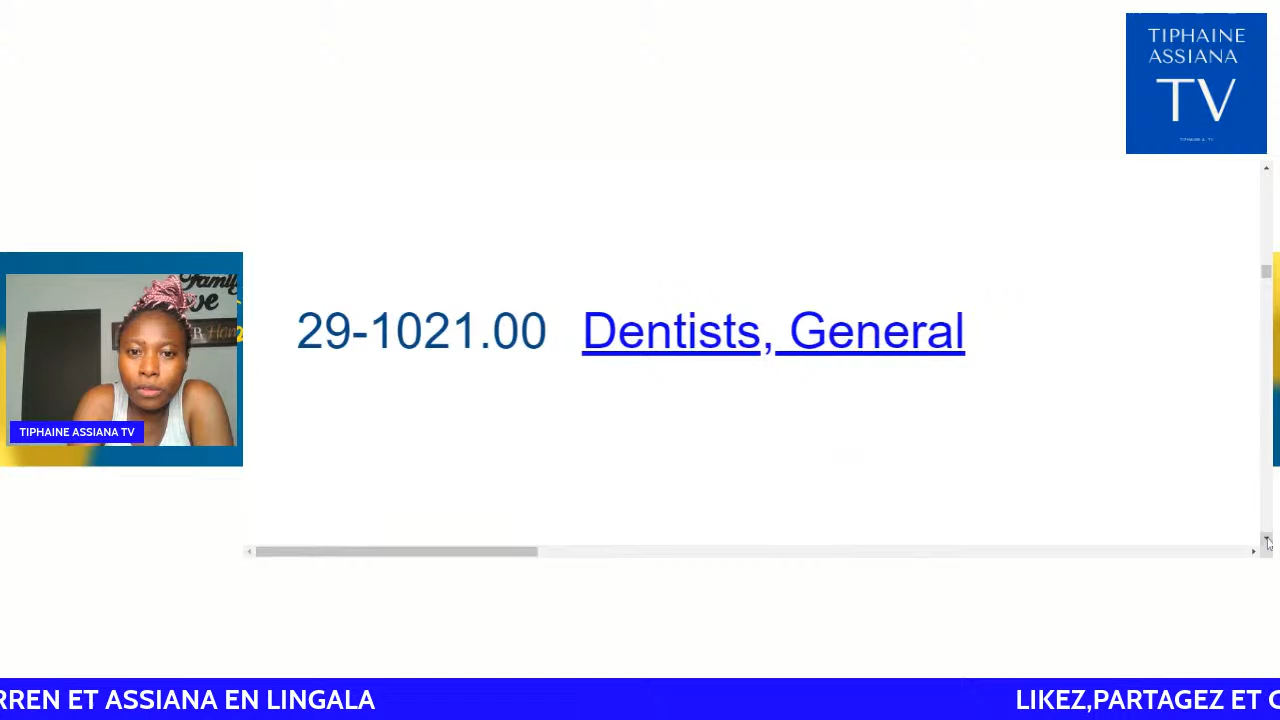 TIPHAINE
ASSIANA
TV
29-1021.00 Dentists, General
Family
TIPHAINE ASSIANA TV
RREN ET ASSIANA EN LINGALA
LIKEZ,PARTAGEZ ET C